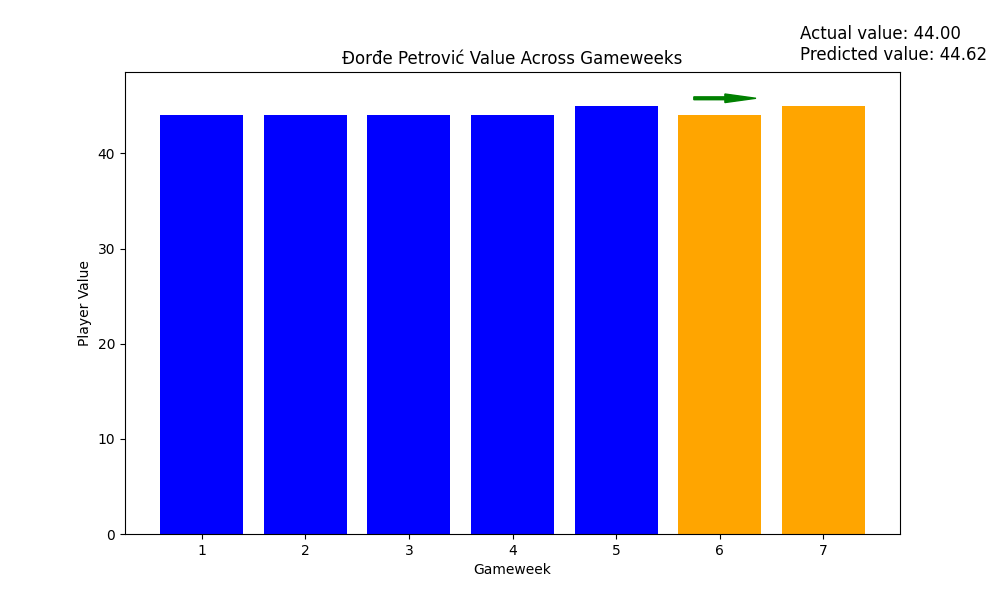 Actual value: 44.00
Predicted value: 44.62
Đorđe Petrović Value Across Gameweeks
Player Value
40
30
20
10
0
1 2 3 4 5 6 7
Gameweek